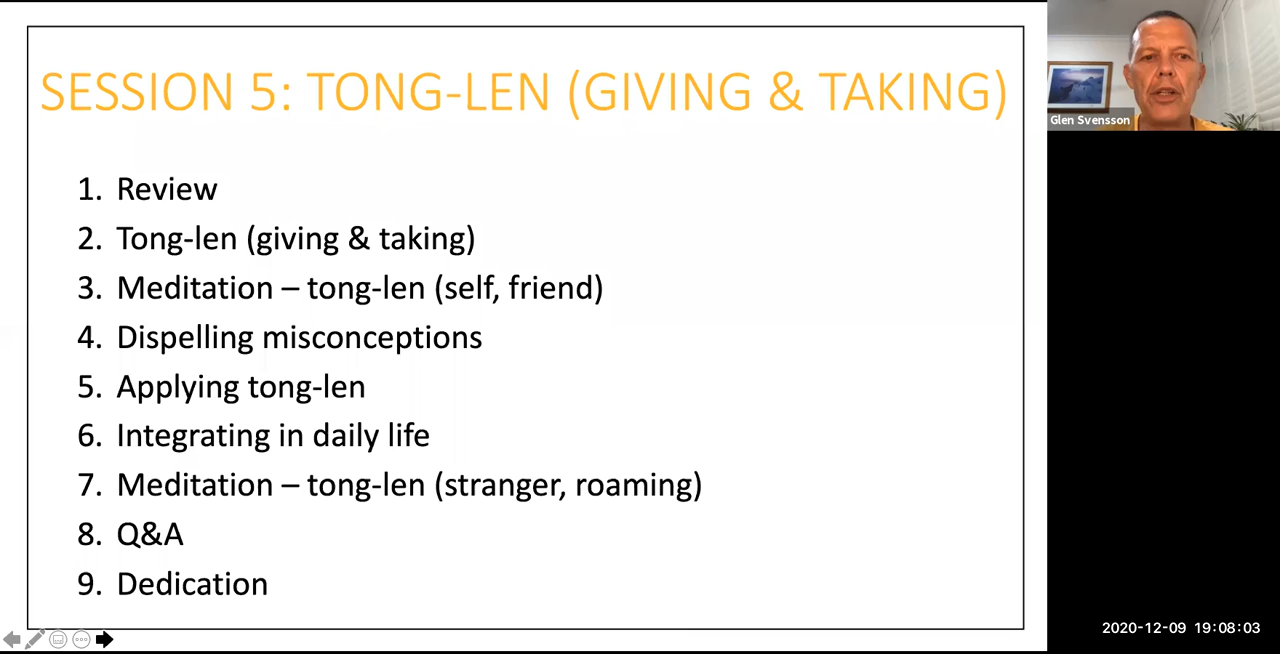 SESSION 5: TONG-LEN (GIVING & TAKING)
1. Review
2. Tong-len (giving & taking)
3. Meditation – tong-len (self, friend)
4. Dispelling misconceptions
5. Applying tong-len
6. Integrating in daily life
7. Meditation – tong-len (stranger, roaming)
8. Q&A
9. Dedication
Glen Svensson
2020-12-09 19:08:03